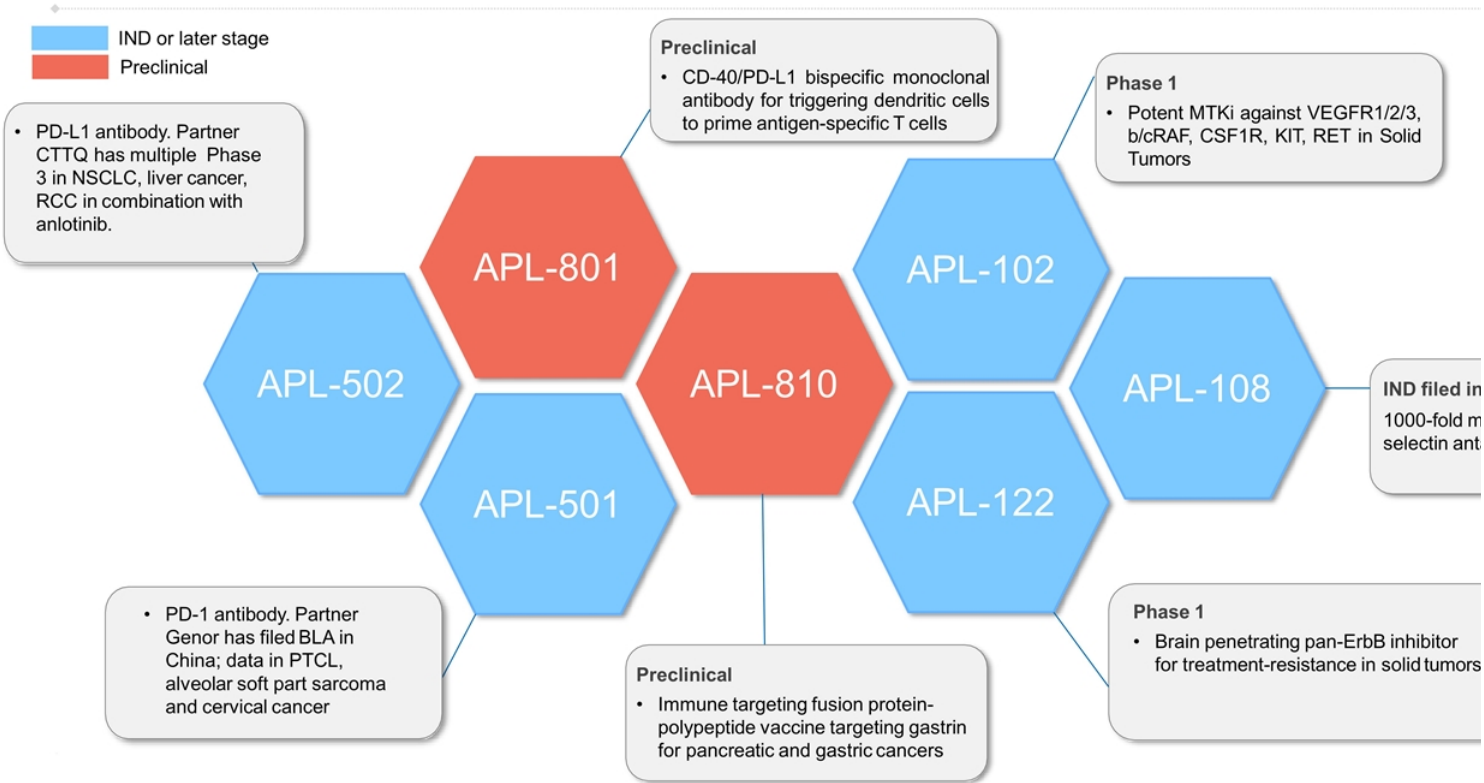 IND or later stage
Preclinical
• PD-L1 antibody. Partner
CTTQ has multiple Phase
3 in NSCLC, liver cancer,
RCC in combination with
anlotinib.
Preclinical
• CD-40/PD-L1 bispecific monoclonal
antibody for triggering dendritic cells
to prime antigen-specific T cells
Phase 1
• Potent MTKi against VEGFR1/2/3,
b/cRAF, CSF1R, KIT, RET in Solid
Tumors
APL-801
APL-102
APL-502
APL-810
APL-108
APL-501
APL-122
IND filed in
1000-fold
selectin
• PD-1 antibody. Partner
Genor has filed BLA in
China; data in PTCL,
alveolar soft part sarcoma
and cervical cancer
Preclinical
• Immune targeting fusion protein-
polypeptide vaccine targeting gastrin
for pancreatic and gastric cancers
Phase 1
• Brain penetrating pan-ErbB inhibitor
for treatment-resistance in solid tumors